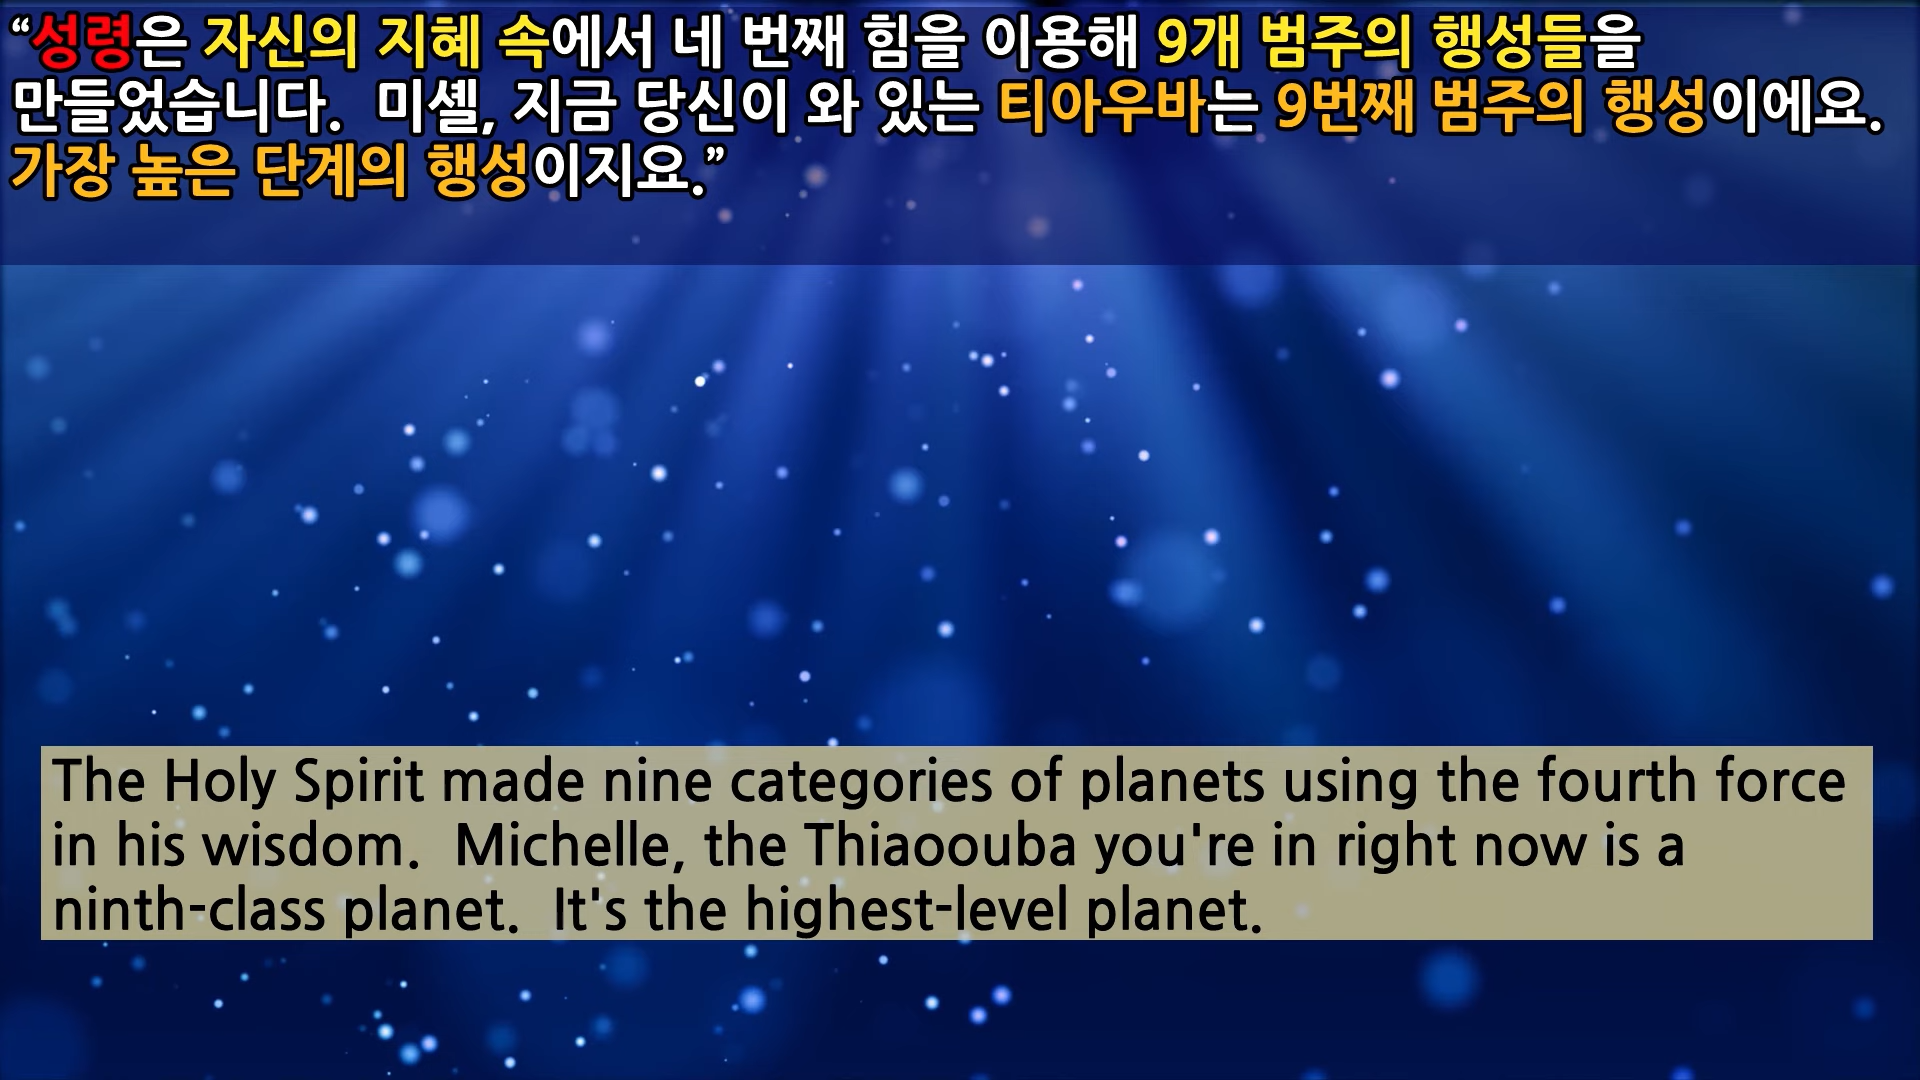 “성령은 자신의 지혜 속에서 네 번째 힘을 이용해 9개 범주의 행성들을
만들었습니다.  미셸, 지금 당신이 와 있는 티아우바는 9번째 범주의 행성이에요.
가장 높은 단계의 행성이지요.”
The Holy Spirit made nine categories of planets using the fourth force
in his wisdom.  Michelle, the Thiaoouba you're in right now is a
ninth-class planet.  It's the highest-level planet.